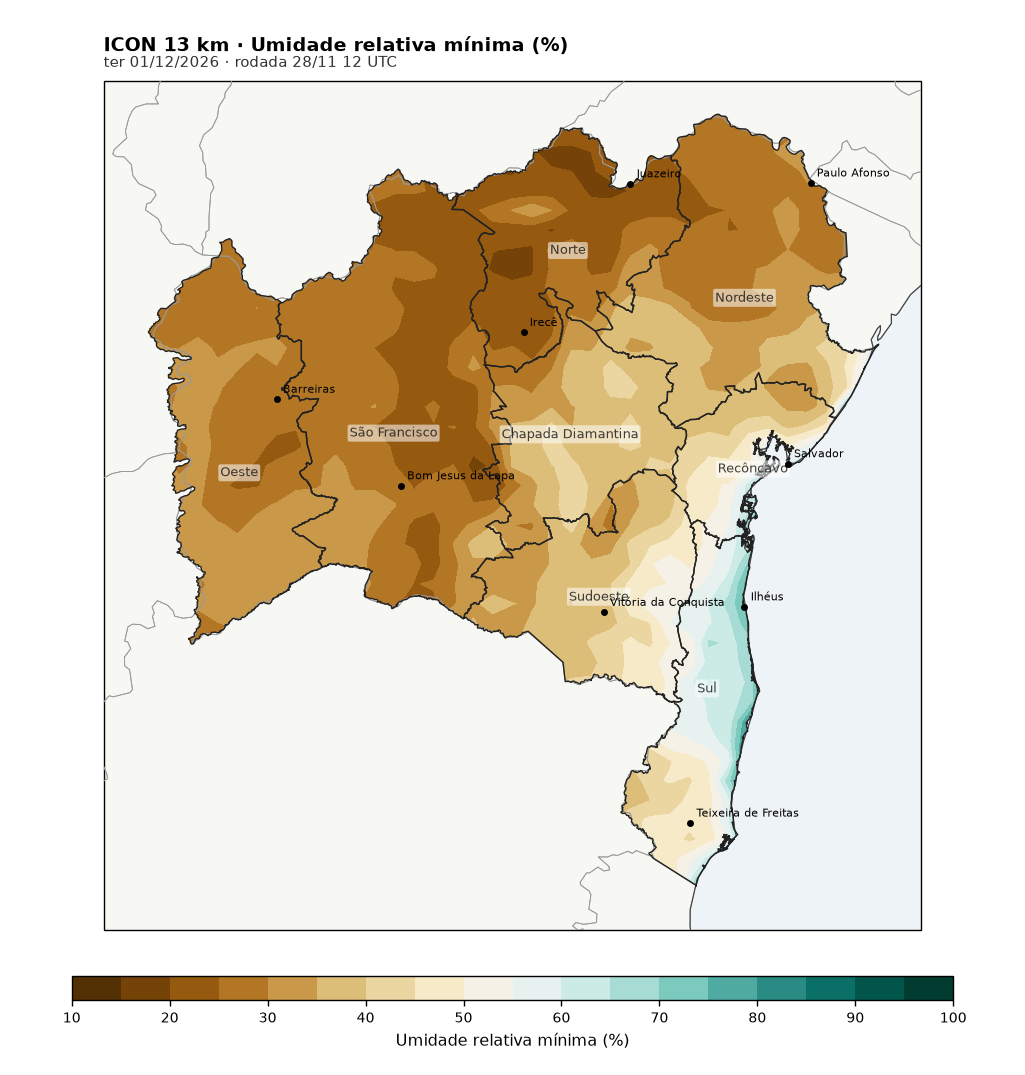 ICON 13 km · Umidade relativa mínima (%)
ter 01/12/2026 · rodada 28/11 12 UTC
Juazeiro
Paulo Afonso
Norte
Nordeste
Irecê
Barreiras
São Francisco
Chapada Diamantina
Salvador
Recôncavo
Oeste
Bom Jesus da Lapa
Sudoeste
Vitória da Conquista
Ilhéus
Sul
Teixeira de Freitas
10 20 30 40 50 60 70 80 90 100
Umidade relativa mínima (%)